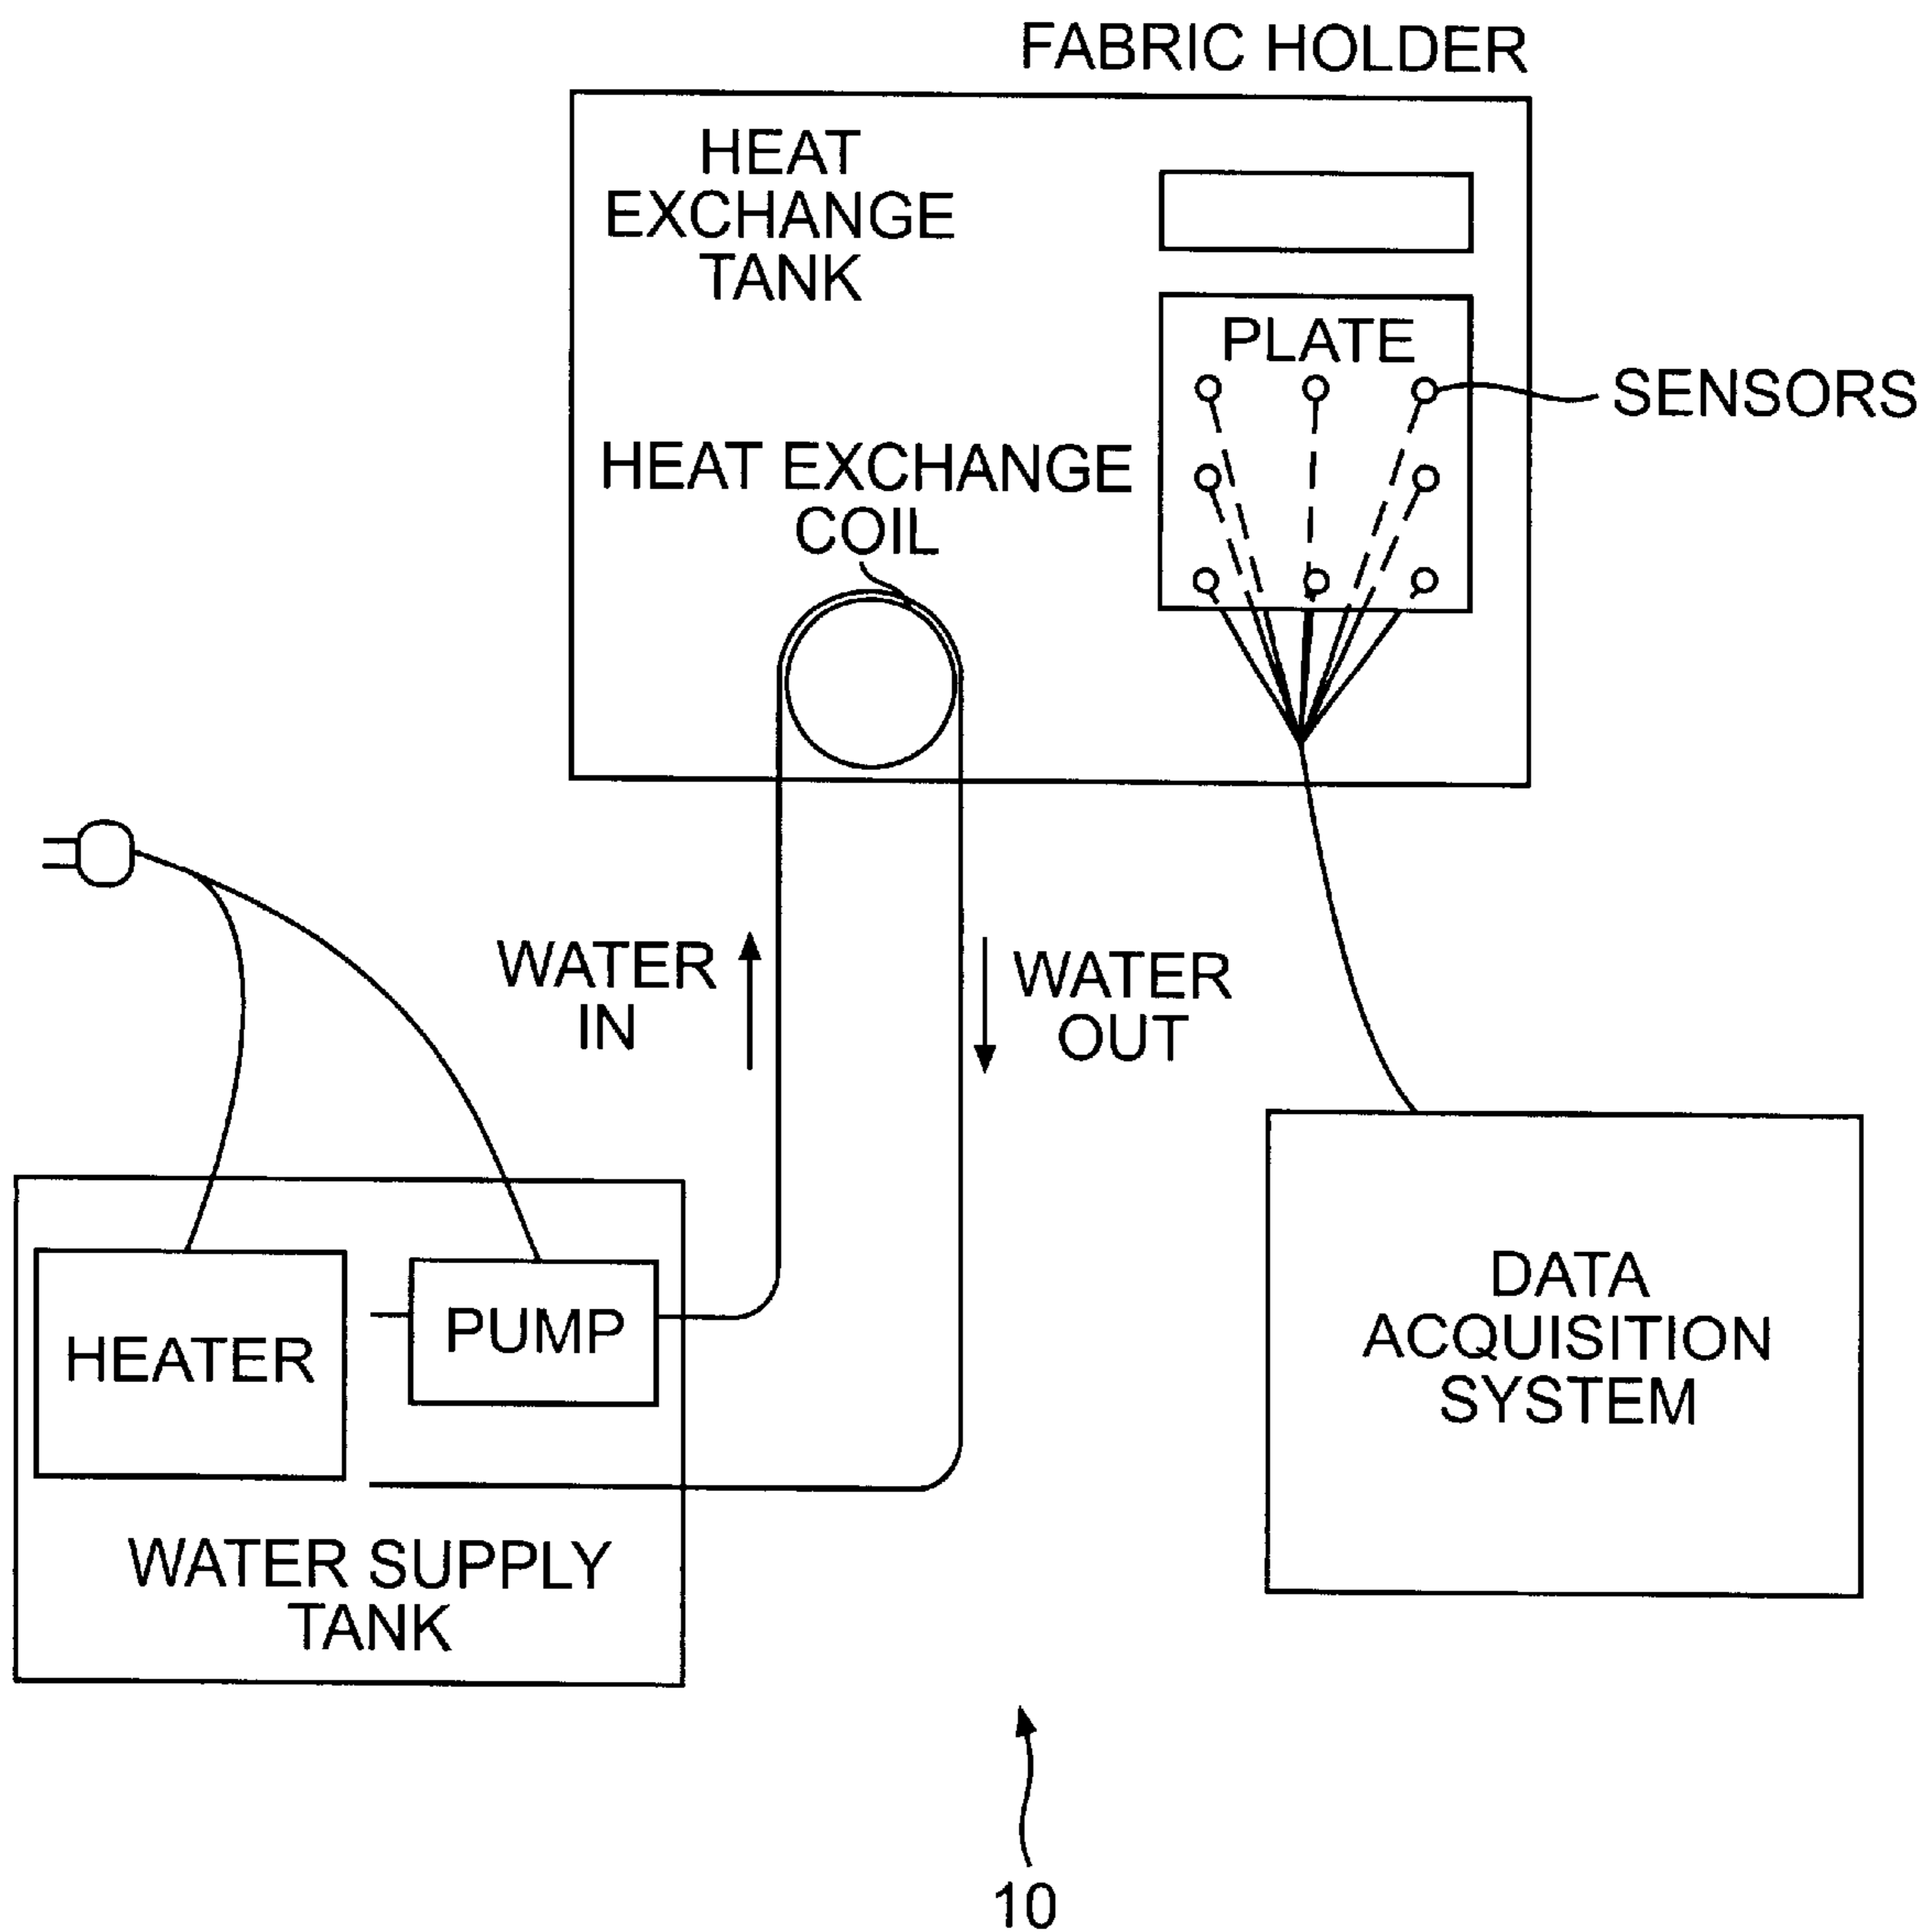 FABRIC HOLDER
HEAT
EXCHANGE
TANK
PLATE
SENSORS
HEAT EXCHANGE
COIL
WATER
IN
WATER
OUT
HEATER
PUMP
WATER SUPPLY
TANK
DATA
ACQUISITION
SYSTEM
10